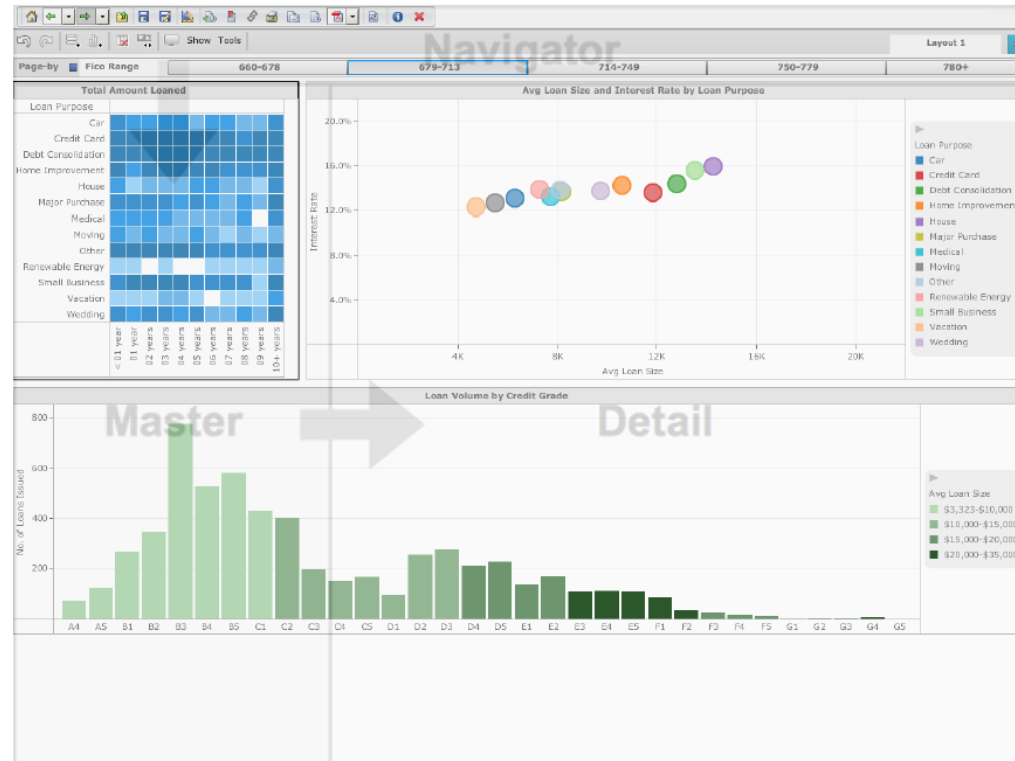 Show Tools
Navigator
Layout 1
Page-by Fico Range 660-678 679-713 714-749 750-779 780+
Total Amount Loaned
Loan Purpose
Car
Credit Card
Debt Consolidation
Home Improvement
House
Major Purchase
Medical
Moving
Other
Renewable Energy
Small Business
Vacation
Wedding
< 01 year
01 year
02 years
03 years
04 years
05 years
06 years
07 years
08 years
09 years
10+ years
Avg Loan Size and Interest Rate by Loan Purpose
Interest Rate
20.0%
16.0%
12.0%
8.0%
4.0%
4K 8K 12K 16K 20K
Avg Loan Size
Loan Purpose
Car
Credit Card
Debt Consolidation
Home Improvemen
House
Major Purchase
Medical
Moving
Other
Renewable Energy
Small Business
Vacation
Wedding
Loan Volume by Credit Grade
Master
Detail
No. of Loans Issued
800
600
400
200
A4 A5 B1 B2 B3 B4 B5 C1 C2 C3 C4 C5 D1 D2 D3 D4 D5 E1 E2 E3 E4 E5 F1 F2 F3 F4 F5 G1 G2 G3 G4 G5
Avg Loan Size
$3,323-$10,000
$10,000-$15,000
$15,000-$20,000
$20,000-$35,000